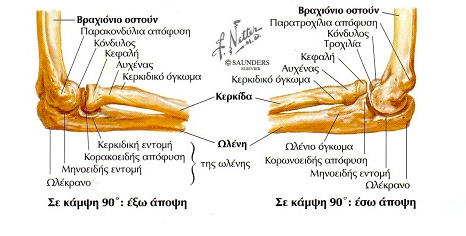 Βραχιόνιο οστούν
Παρακονδύλια απόφυση
Κόνδυλος
Κεφαλή
Αυχένας
Κερκιδικό όγκωμα
Κερκίδα
Ωλένη
Κερκιδική εντομή
Κορακοειδής απόφυση
Μηνοειδής εντομή
της ωλένης
Ωλέκρανο
Σε κάμψη 90˚: έξω άποψη
F. Netter M.D.
© SAUNDERS
ELSEVIER
Βραχιόνιο οστούν
Παρατροχίλια απόφυση
Κόνδυλος
Τροχιλία
Κεφαλή
Αυχένας
Κερκιδικό όγκωμα
Ωλένιο όγκωμα
Κορωνοειδής απόφυση
Μηνοειδής εντομή
Ωλέκρανο
Σε κάμψη 90˚: έσω άποψη